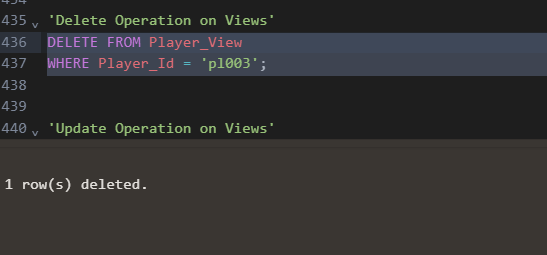 435 'Delete Operation on Views'
436 DELETE FROM Player_View
437 WHERE Player_Id = 'pl003';
438
439
440 'Update Operation on Views'
1 row(s) deleted.